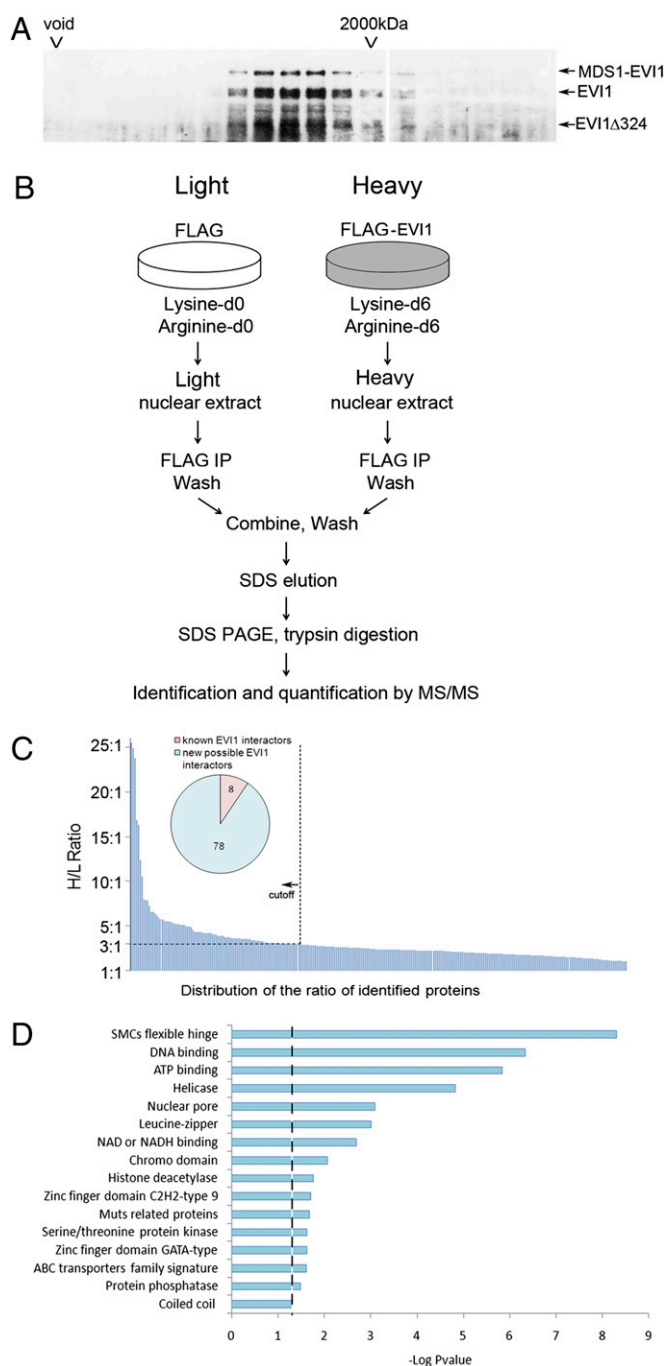 A
void
2000kDa
MDS1-EVI1
EVI1
EVI1Δ324
B
Light
Heavy
FLAG
FLAG-EVI1
Lysine-d0
Arginine-d0
Lysine-d6
Arginine-d6
Light
nuclear extract
Heavy
nuclear extract
FLAG IP
Wash
FLAG IP
Wash
Combine, Wash
SDS elution
SDS PAGE, trypsin digestion
Identification and quantification by MS/MS
C
H/L Ratio
25:1
20:1
15:1
10:1
5:1
3:1
1:1
known EVI1 interactors
new possible EVI1
interactors
8
78
cutoff
Distribution of the ratio of identified proteins
D
SMCs flexible hinge
DNA binding
ATP binding
Helicase
Nuclear pore
Leucine-zipper
NAD or NADH binding
Chromo domain
Histone deacetylase
Zinc finger domain C2H2-type 9
Muts related proteins
Serine/threonine protein kinase
Zinc finger domain GATA-type
ABC transporters family signature
Protein phosphatase
Coiled coil
0 1 2 3 4 5 6 7 8 9
-Log Pvalue